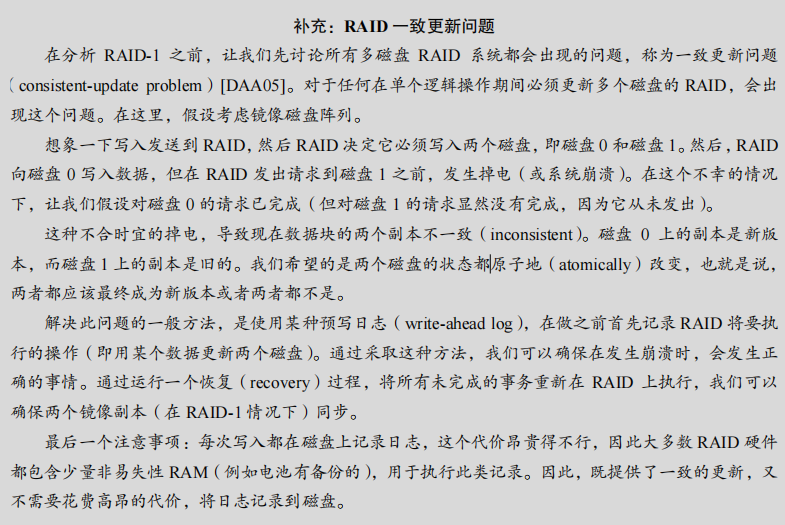 补充：RAID 一致更新问题
在分析 RAID-1 之前，让我们先讨论所有多磁盘 RAID 系统都会出现的问题，称为一致更新问题
（consistent-update problem）[DAA05]。对于任何在单个逻辑操作期间必须更新多个磁盘的 RAID，会出
现这个问题。在这里，假设考虑镜像磁盘阵列。
想象一下写入发送到 RAID，然后 RAID 决定它必须写入两个磁盘，即磁盘 0 和磁盘 1。然后，RAID
向磁盘 0 写入数据，但在 RAID 发出请求到磁盘 1 之前，发生掉电（或系统崩溃）。在这个不幸的情况
下，让我们假设对磁盘 0 的请求已完成（但对磁盘 1 的请求显然没有完成，因为它从未发出）。
这种不合时宜的掉电，导致现在数据块的两个副本不一致（inconsistent）。磁盘 0 上的副本是新版
本，而磁盘 1 上的副本是旧的。我们希望的是两个磁盘的状态都原子地（atomically）改变，也就是说，
两者都应该最终成为新版本或者两者都不是。
解决此问题的一般方法，是使用某种预写日志（write-ahead log），在做之前首先记录 RAID 将要执
行的操作（即用某个数据更新两个磁盘）。通过采取这种方法，我们可以确保在发生崩溃时，会发生正
确的事情。通过运行一个恢复（recovery）过程，将所有未完成的事务重新在 RAID 上执行，我们可以
确保两个镜像副本（在 RAID-1 情况下）同步。
最后一个注意事项：每次写入都在磁盘上记录日志，这个代价昂贵得不行，因此大多数 RAID 硬件
都包含少量非易失性 RAM（例如电池有备份的），用于执行此类记录。因此，既提供了一致的更新，又
不需要花费高昂的代价，将日志记录到磁盘。